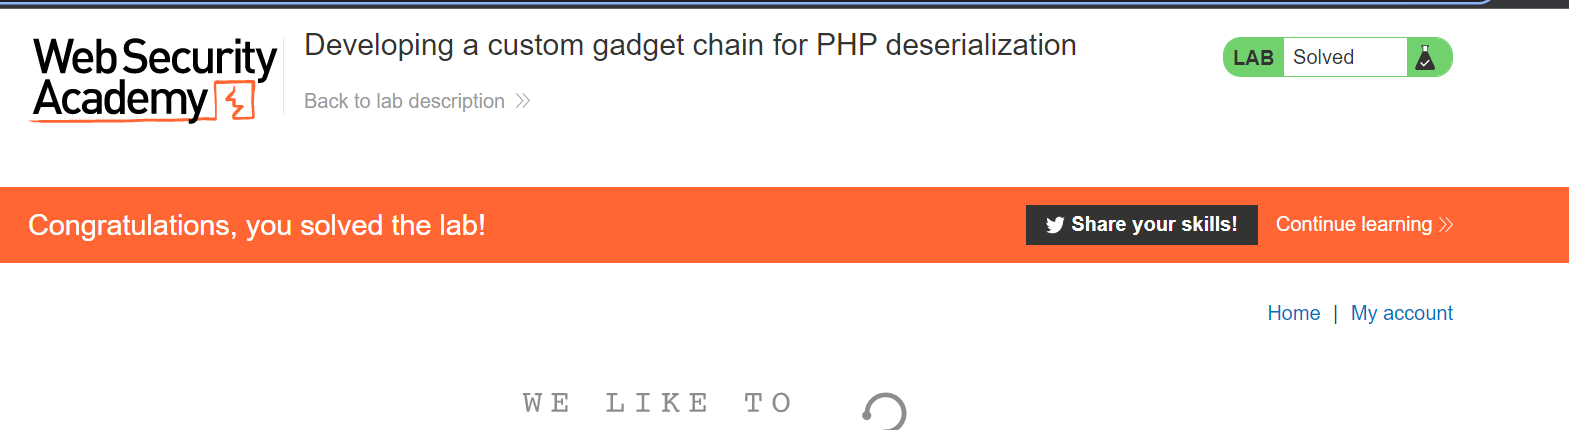 Web Security
Academy
Developing a custom gadget chain for PHP deserialization
Back to lab description
LAB Solved
Congratulations, you solved the lab!
Share your skills!
Continue learning
Home | My account
WE LIKE TO